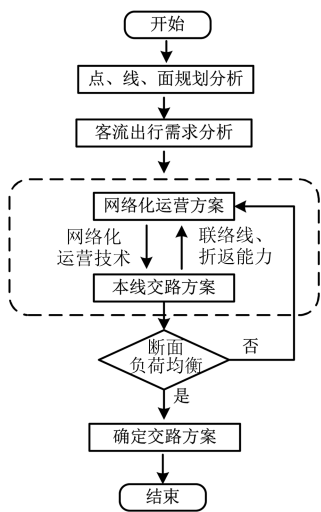 开始
点、线、面规划分析
客流出行需求分析
网络化运营方案
网络化
运营技术
联络线、
折返能力
本线交路方案
断面
负荷均衡
否
是
确定交路方案
结束